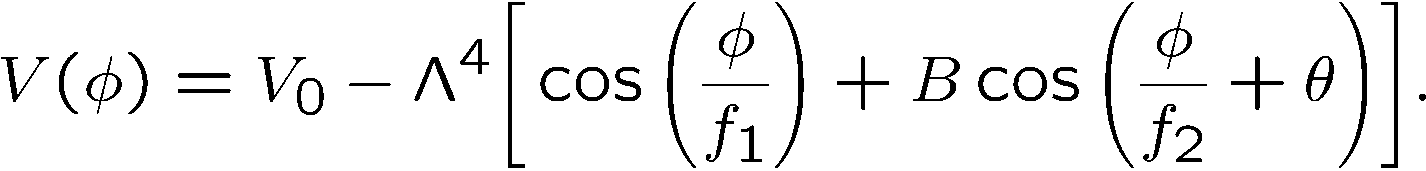 V(ϕ) = V₀ − Λ⁴[cos(ϕ/f₁) + B cos(ϕ/f₂ + θ)].